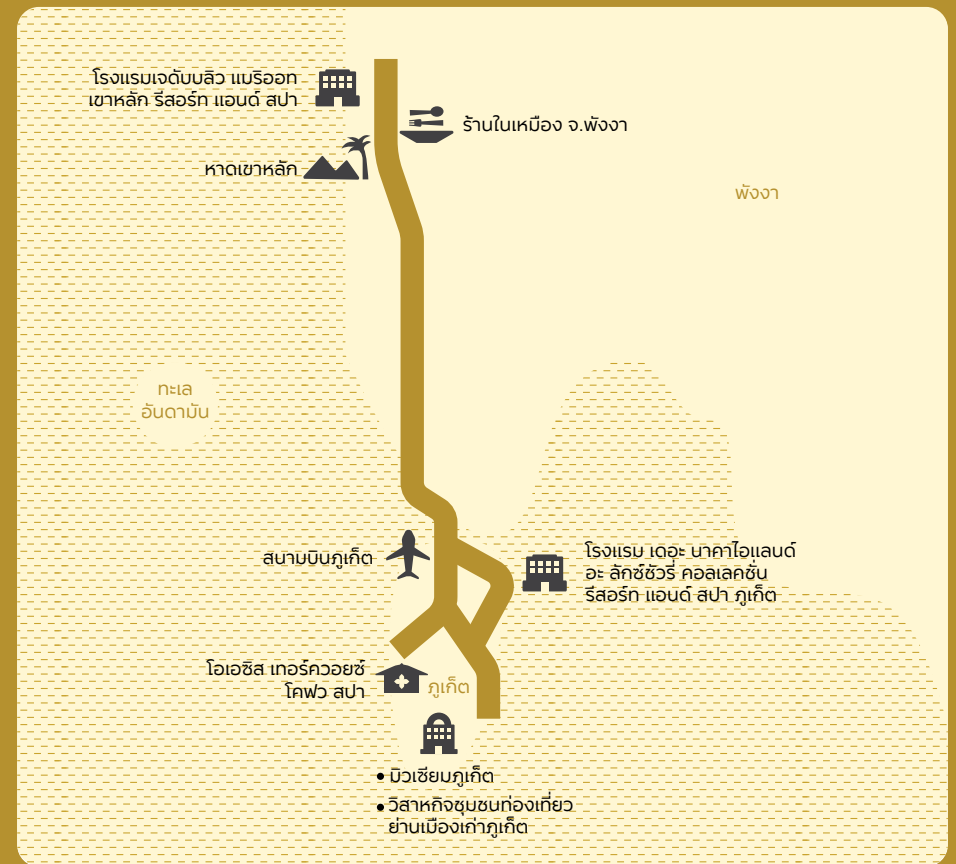 โรงแรมเจดับบลิว แมริออท
เขาหลัก รีสอร์ท แอนด์ สปา
ร้านในเหมือง จ.พังงา
หาดเขาหลัก
พังงา
ทะเล
อันดามัน
สนามบินภูเก็ต
โรงแรม เดอะ นาคาไอแลนด์
อะ ลักซ์ชัวรี่ คอลเลคชั่น
รีสอร์ท แอนด์ สปา ภูเก็ต
โอเอซิส เทอร์ควอยซ์
โคฟว สปา
ภูเก็ต
• มิวเซียมภูเก็ต
• วิสาหกิจชุมชนท่องเที่ยว
ย่านเมืองเก่าภูเก็ต